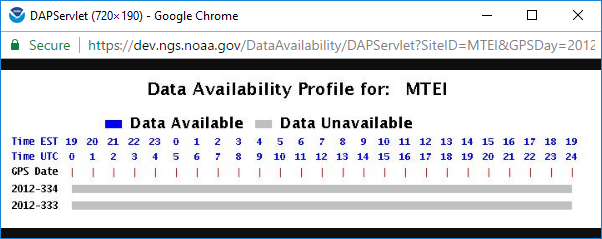 DAPServlet (720×190) - Google Chrome
Secure https://dev.ngs.noaa.gov/DataAvailability/DAPServlet?SiteID=MTEI&GPSDay=2012
Data Availability Profile for: MTEI
Data Available Data Unavailable
Time EST 19 20 21 22 23 0 1 2 3 4 5 6 7 8 9 10 11 12 13 14 15 16 17 18 19
Time UTC 0 1 2 3 4 5 6 7 8 9 10 11 12 13 14 15 16 17 18 19 20 21 22 23 24
GPS Date | | | | | | | | | | | | | | | | | | | | | | | | |
2012-334
2012-333